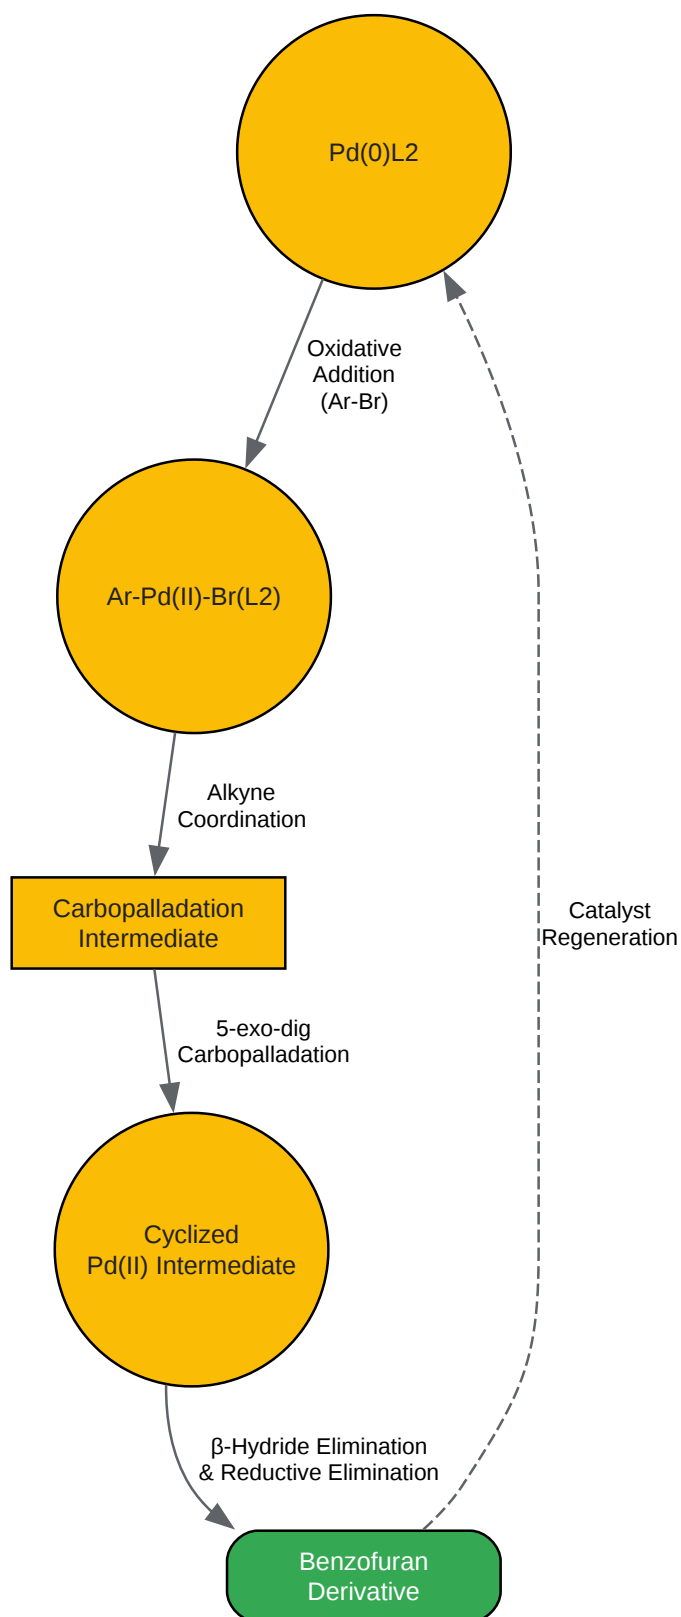 Pd(0)L2
Oxidative
Addition
(Ar-Br)
Ar-Pd(II)-Br(L2)
Alkyne
Coordination
Carbopalladation
Intermediate
Catalyst
Regeneration
5-exo-dig
Carbopalladation
Cyclized
Pd(II) Intermediate
β-Hydride Elimination
& Reductive Elimination
Benzofuran
Derivative